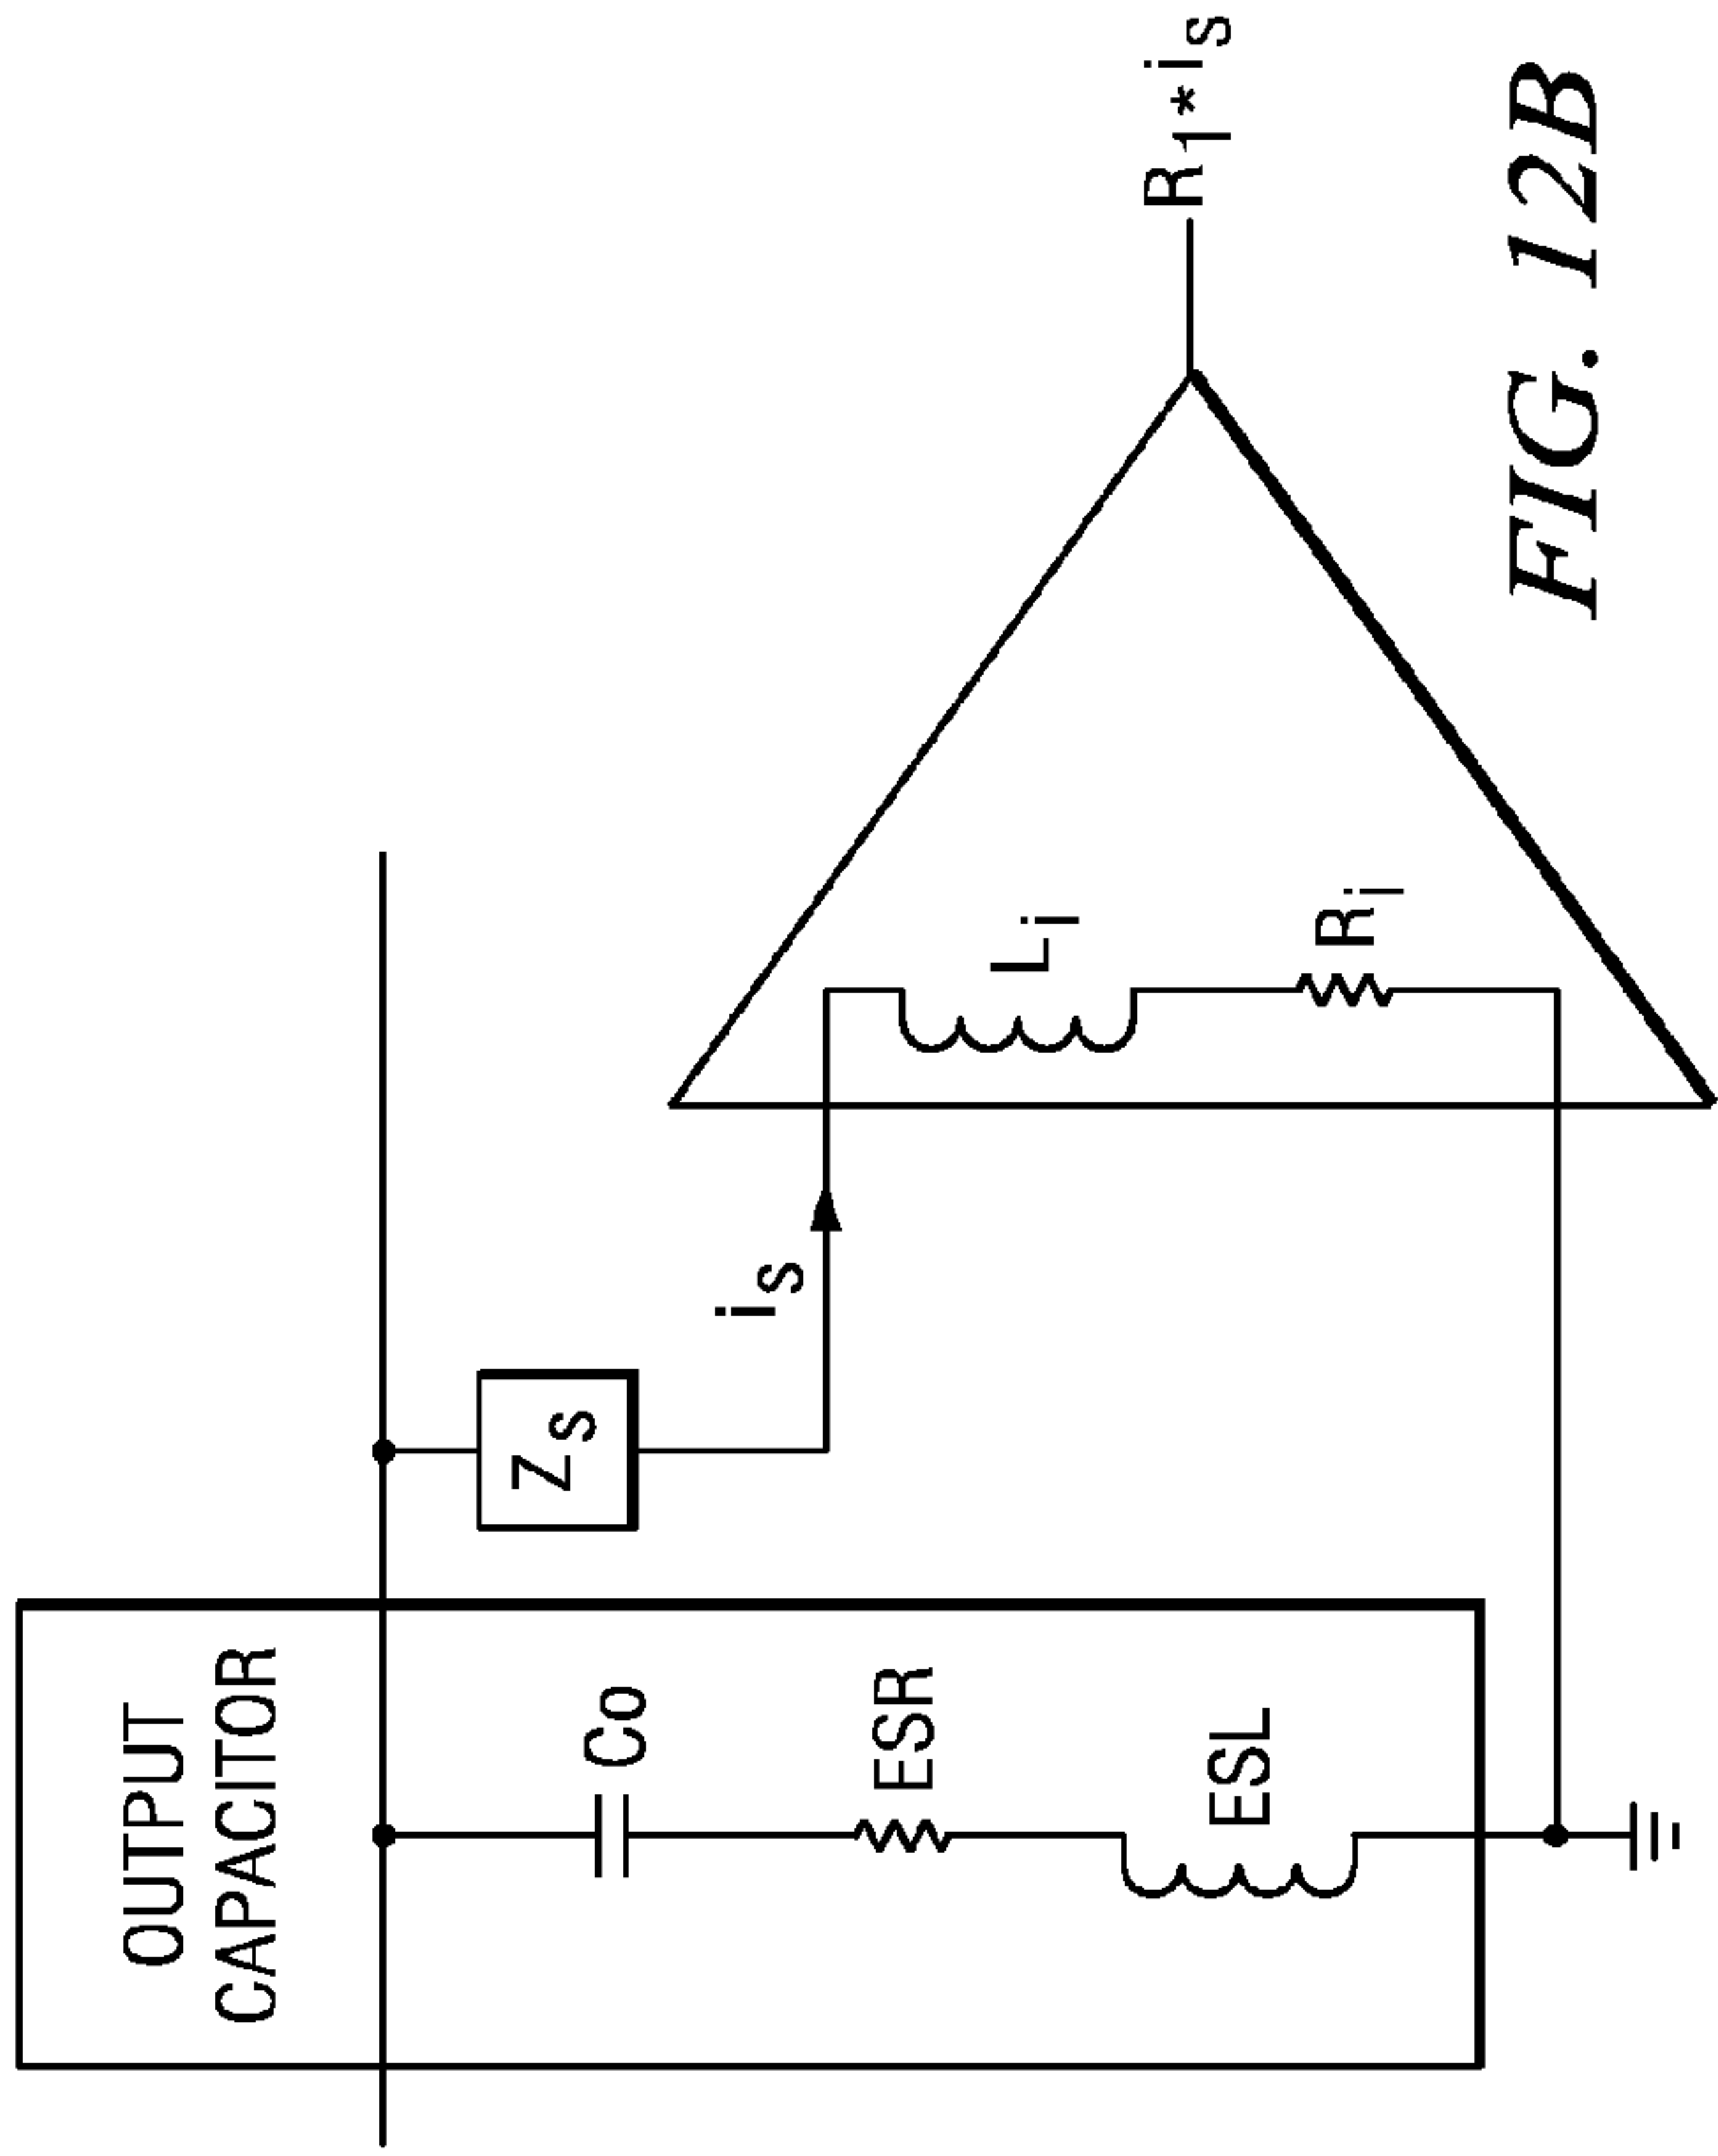 OUTPUT
CAPACITOR
Co
ESR
ESL
Zs
is
Li
Ri
R1*is
FIG. 12B